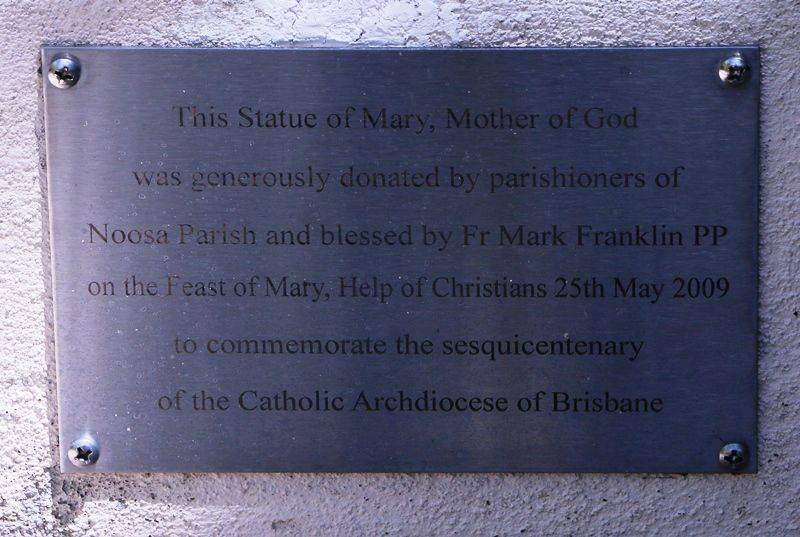 This Statue of Mary, Mother of God
was generously donated by parishioners of
Noosa Parish and blessed by Fr Mark Franklin PP
on the Feast of Mary, Help of Christians 25th May 2009
to commemorate the sesquicentenary
of the Catholic Archdiocese of Brisbane